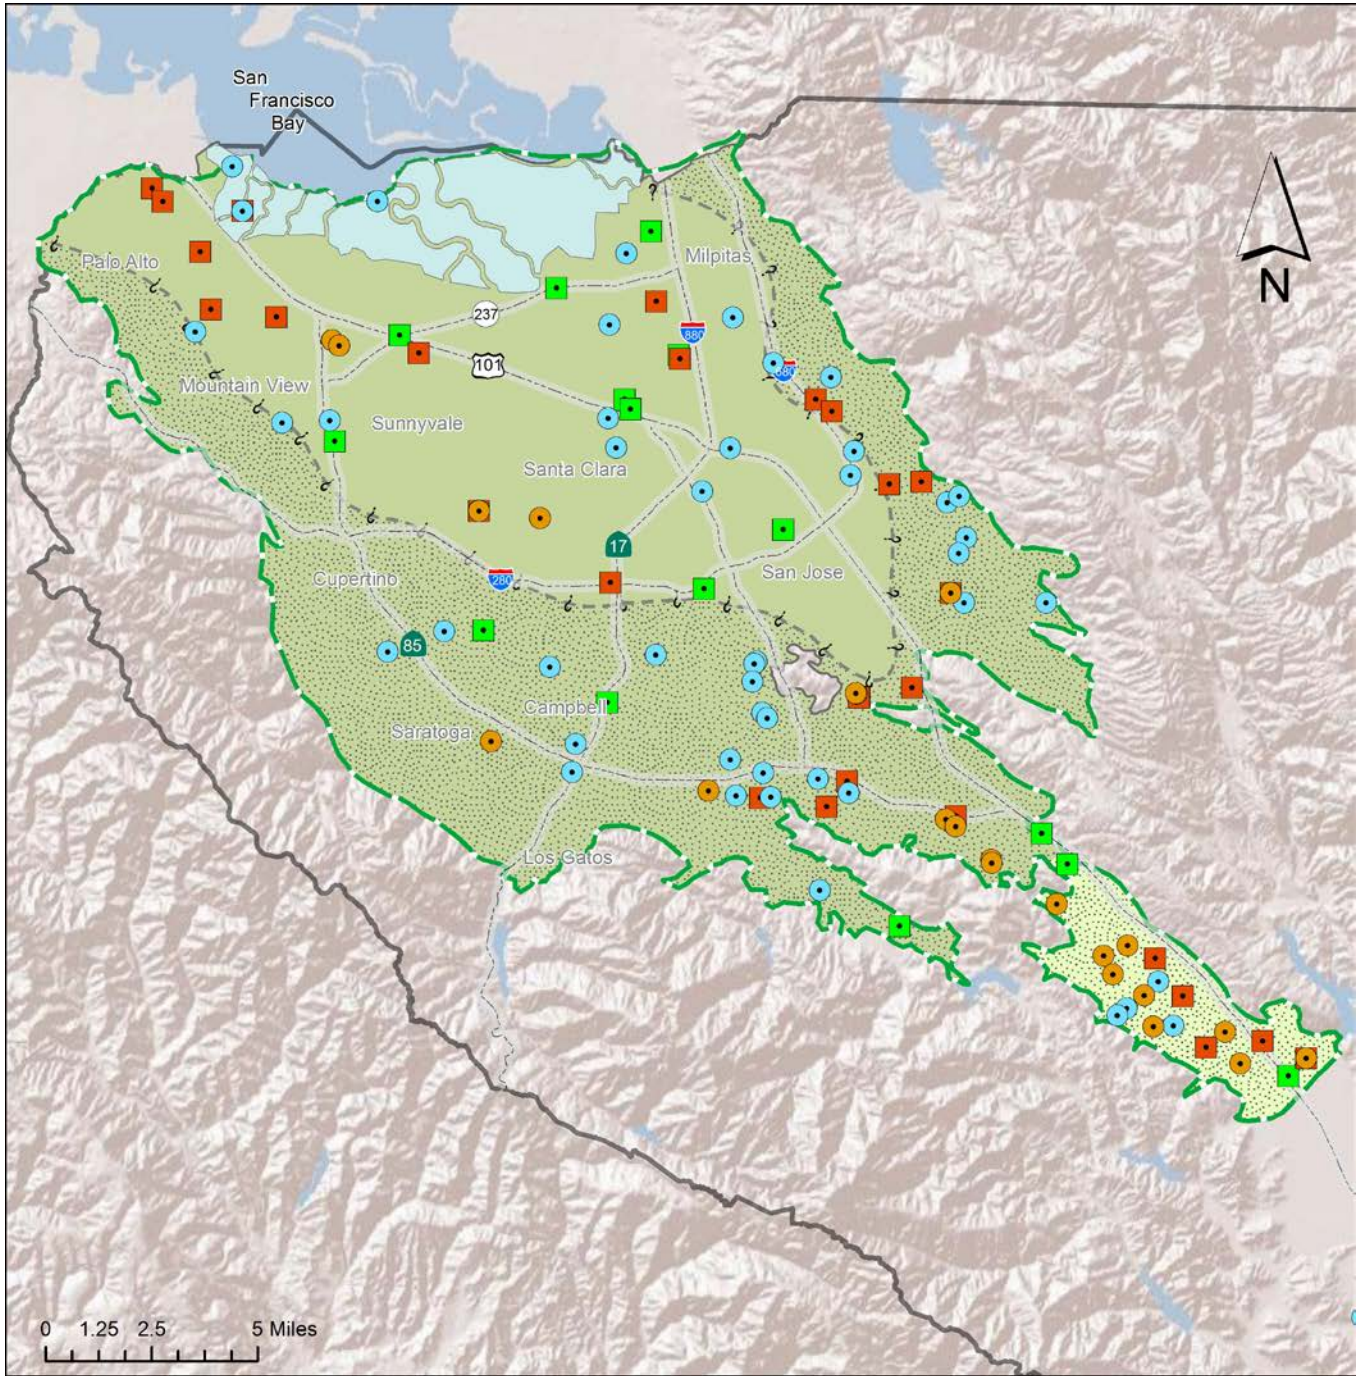 San
Francisco
Bay
Palo Alto
Milpitas
N
237
880
101
680
Mountain View
Sunnyvale
Santa Clara
17
San Jose
Cupertino
280
85
Campbell
Saratoga
Los Gatos
0 1.25 2.5 5 Miles